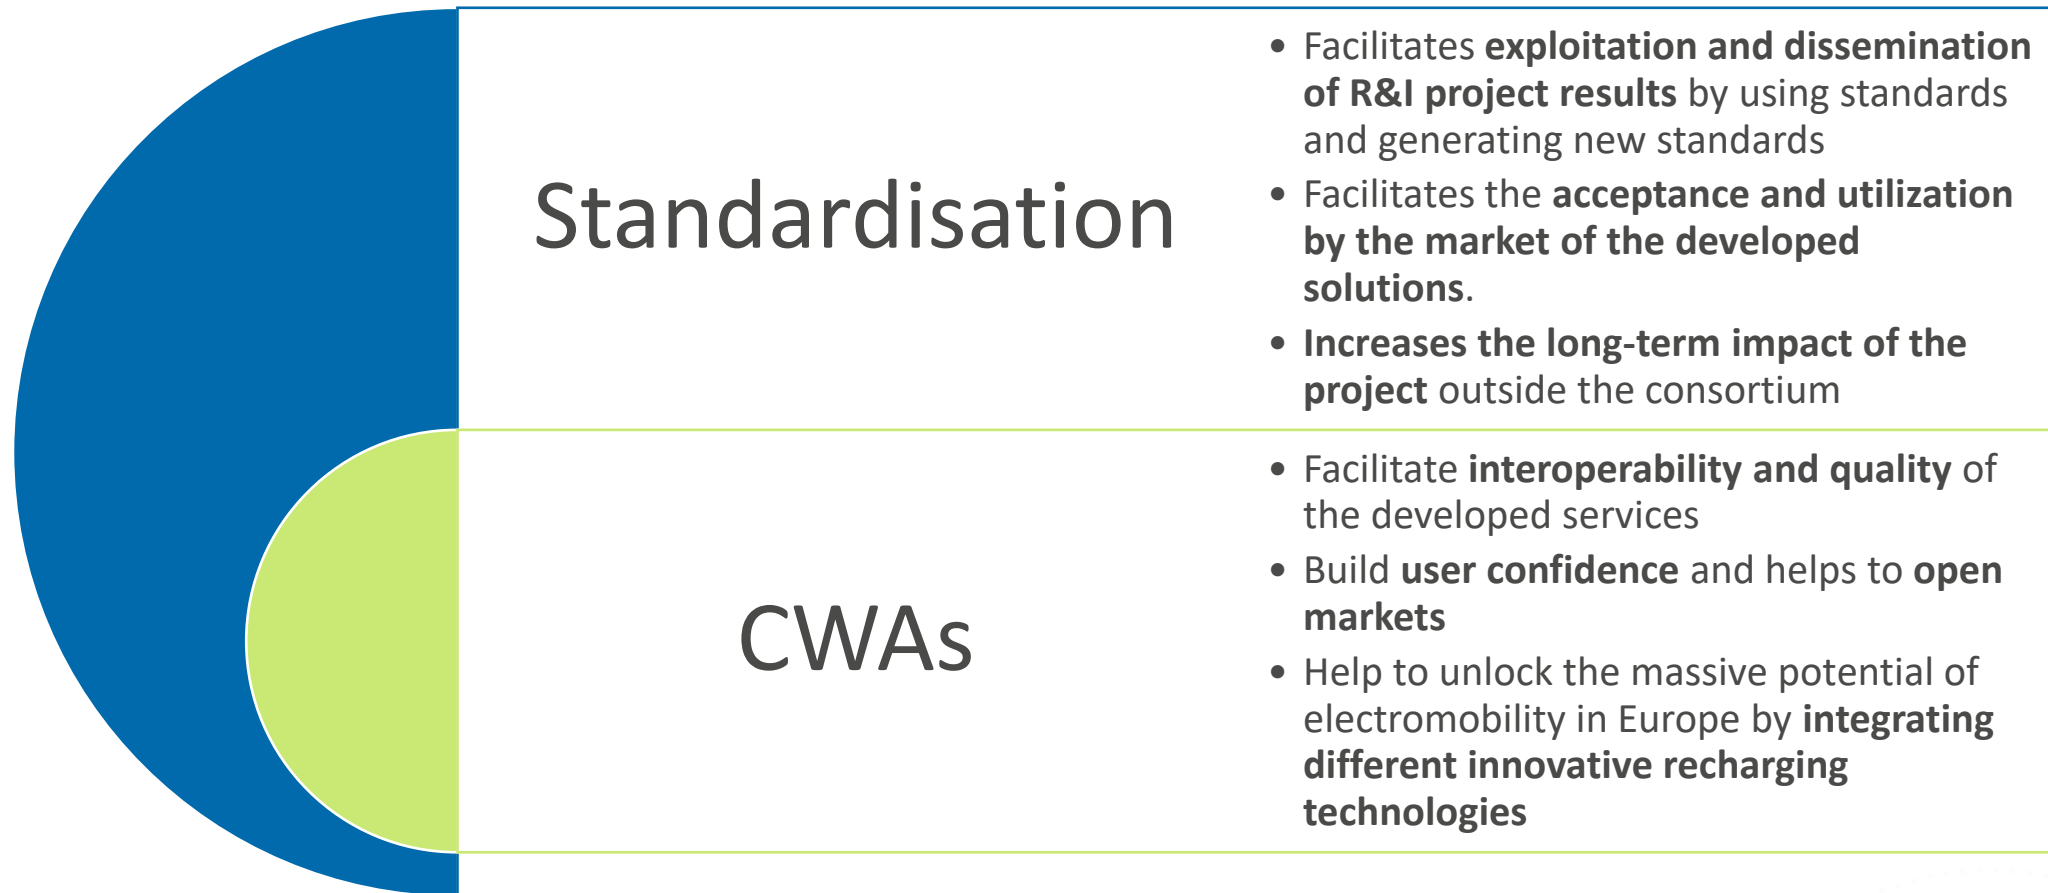 Standardisation
• Facilitates exploitation and dissemination
of R&I project results by using standards
and generating new standards
• Facilitates the acceptance and utilization
by the market of the developed
solutions.
• Increases the long-term impact of the
project outside the consortium
CWAs
• Facilitate interoperability and quality of
the developed services
• Build user confidence and helps to open
markets
• Help to unlock the massive potential of
electromobility in Europe by integrating
different innovative recharging
technologies